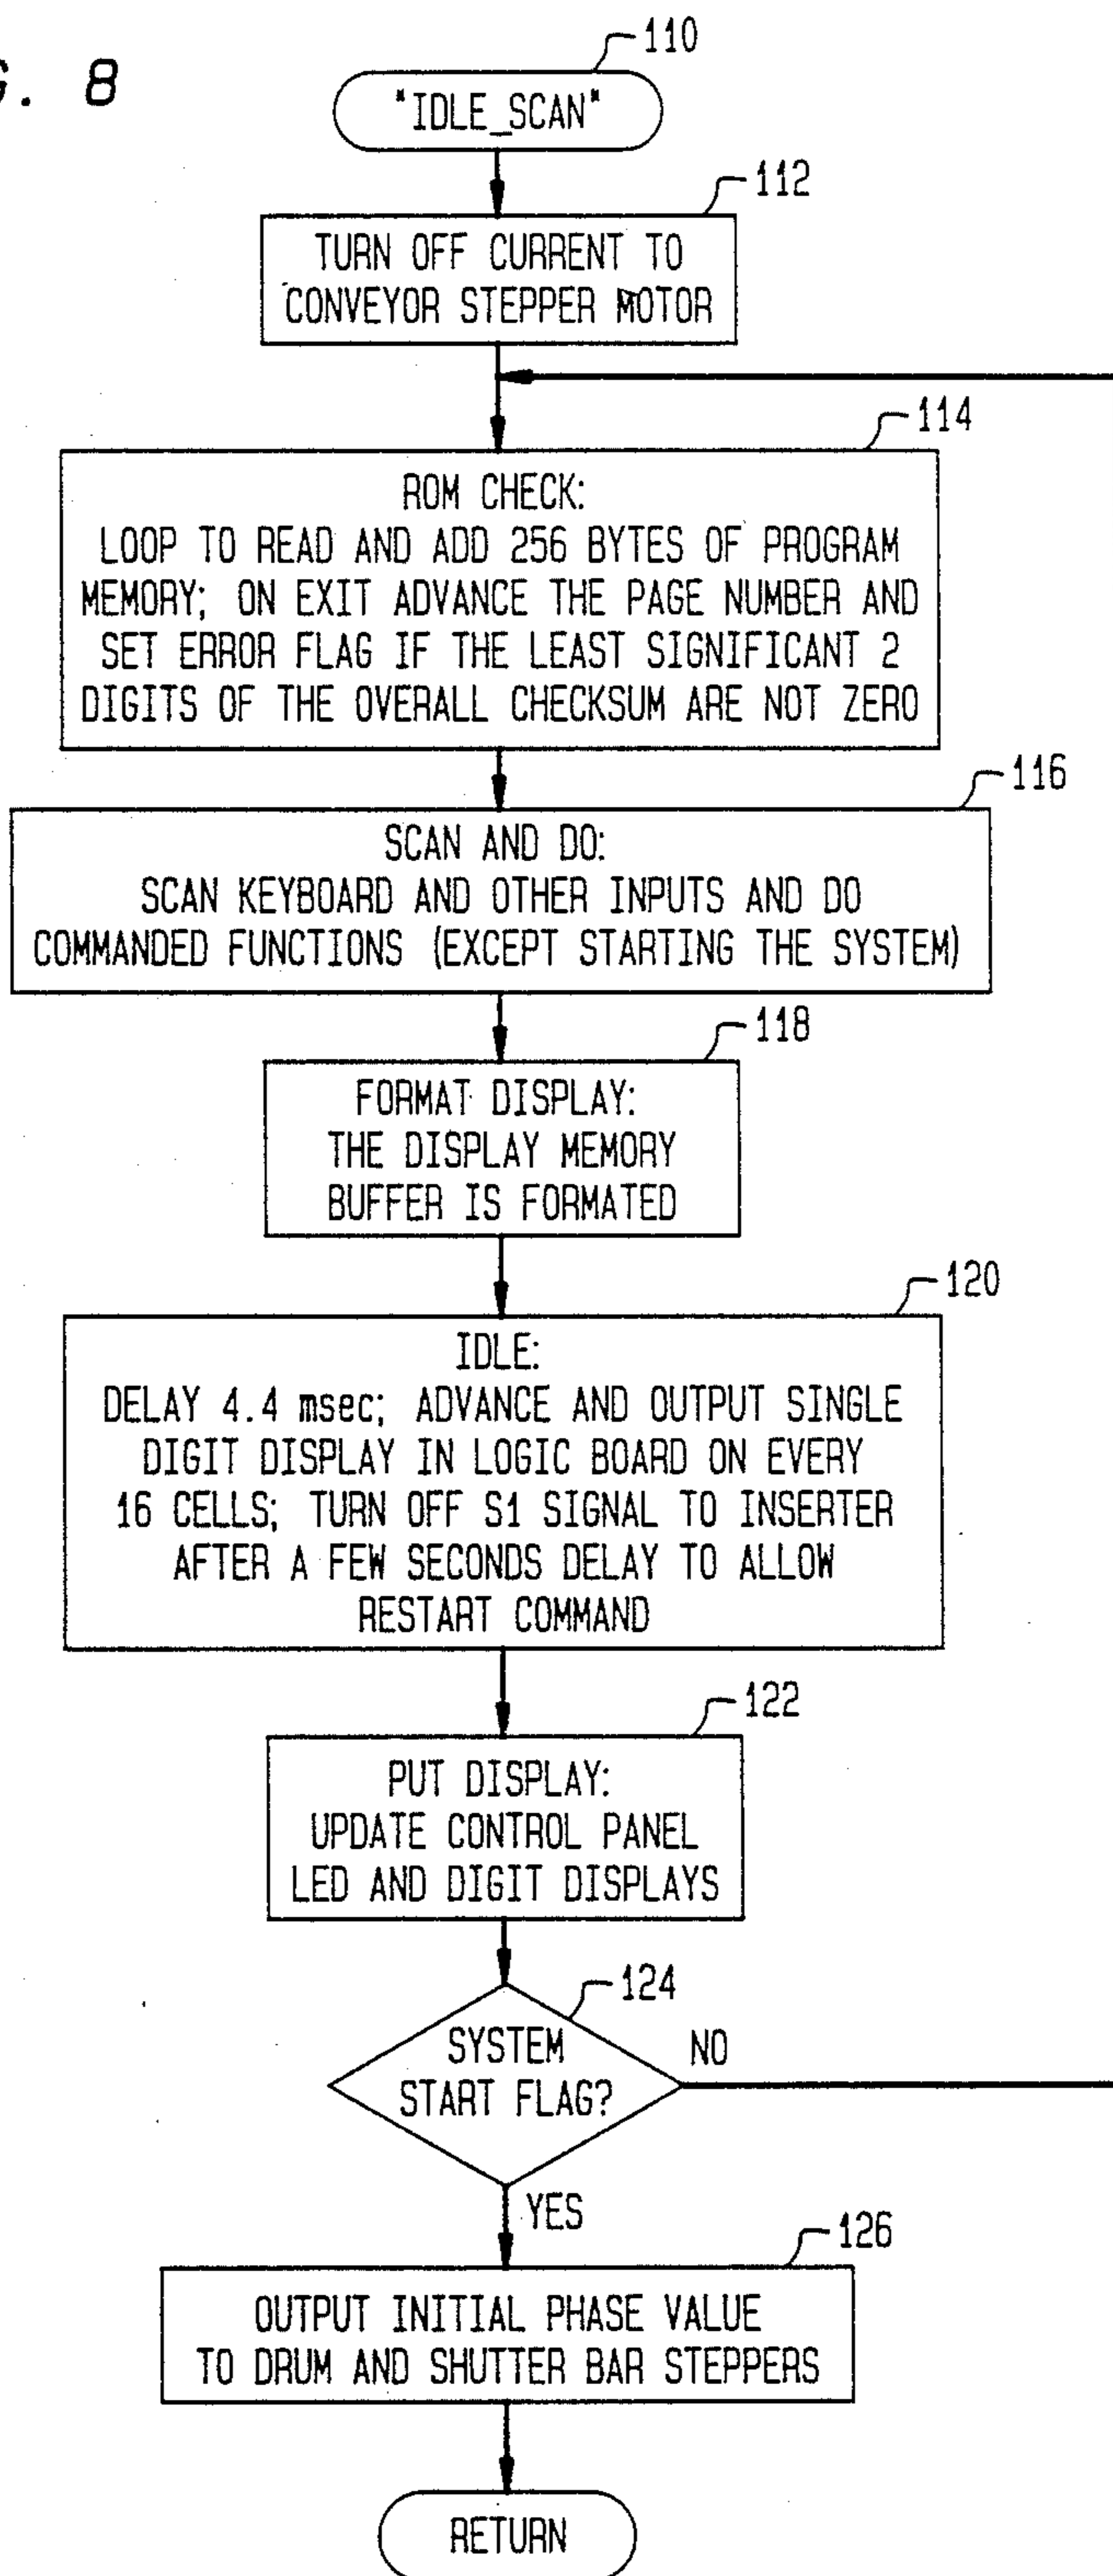 G. 8
110
"IDLE_SCAN"
112
TURN OFF CURRENT TO
CONVEYOR STEPPER MOTOR
114
ROM CHECK:
LOOP TO READ AND ADD 256 BYTES OF PROGRAM
MEMORY; ON EXIT ADVANCE THE PAGE NUMBER AND
SET ERROR FLAG IF THE LEAST SIGNIFICANT 2
DIGITS OF THE OVERALL CHECKSUM ARE NOT ZERO
116
SCAN AND DO:
SCAN KEYBOARD AND OTHER INPUTS AND DO
COMMANDED FUNCTIONS (EXCEPT STARTING THE SYSTEM)
118
FORMAT DISPLAY:
THE DISPLAY MEMORY
BUFFER IS FORMATED
120
IDLE:
DELAY 4.4 msec; ADVANCE AND OUTPUT SINGLE
DIGIT DISPLAY IN LOGIC BOARD ON EVERY
16 CELLS; TURN OFF S1 SIGNAL TO INSERTER
AFTER A FEW SECONDS DELAY TO ALLOW
RESTART COMMAND
122
PUT DISPLAY:
UPDATE CONTROL PANEL
LED AND DIGIT DISPLAYS
124
SYSTEM
START FLAG?
NO
YES
126
OUTPUT INITIAL PHASE VALUE
TO DRUM AND SHUTTER BAR STEPPERS
RETURN